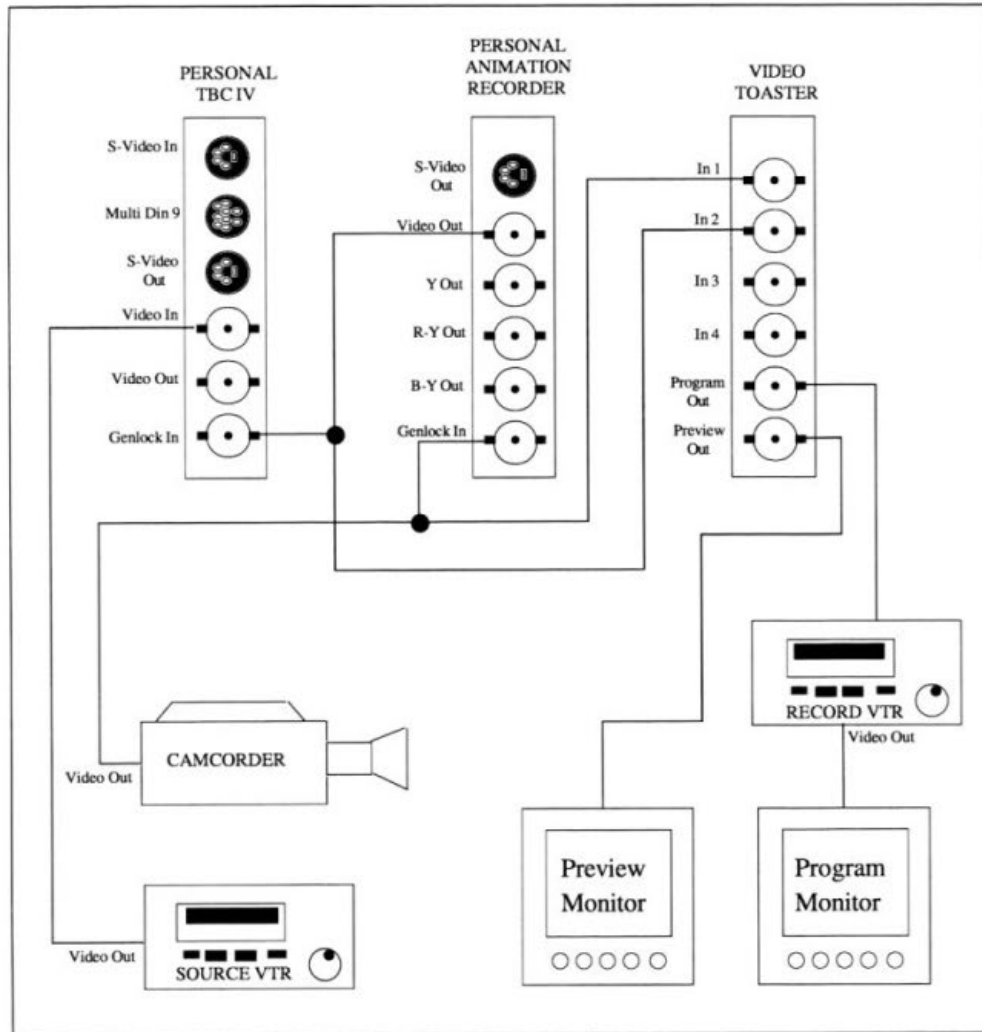 PERSONAL
TBC IV
S-Video In
Multi Din 9
S-Video
Out
Video In
Video Out
Genlock In
PERSONAL
ANIMATION
RECORDER
S-Video
Out
Video Out
Y Out
R-Y Out
B-Y Out
Genlock In
VIDEO
TOASTER
In 1
In 2
In 3
In 4
Program
Out
Preview
Out
RECORD VTR
Video Out
CAMCORDER
Video Out
Preview
Monitor
Program
Monitor
SOURCE VTR
Video Out